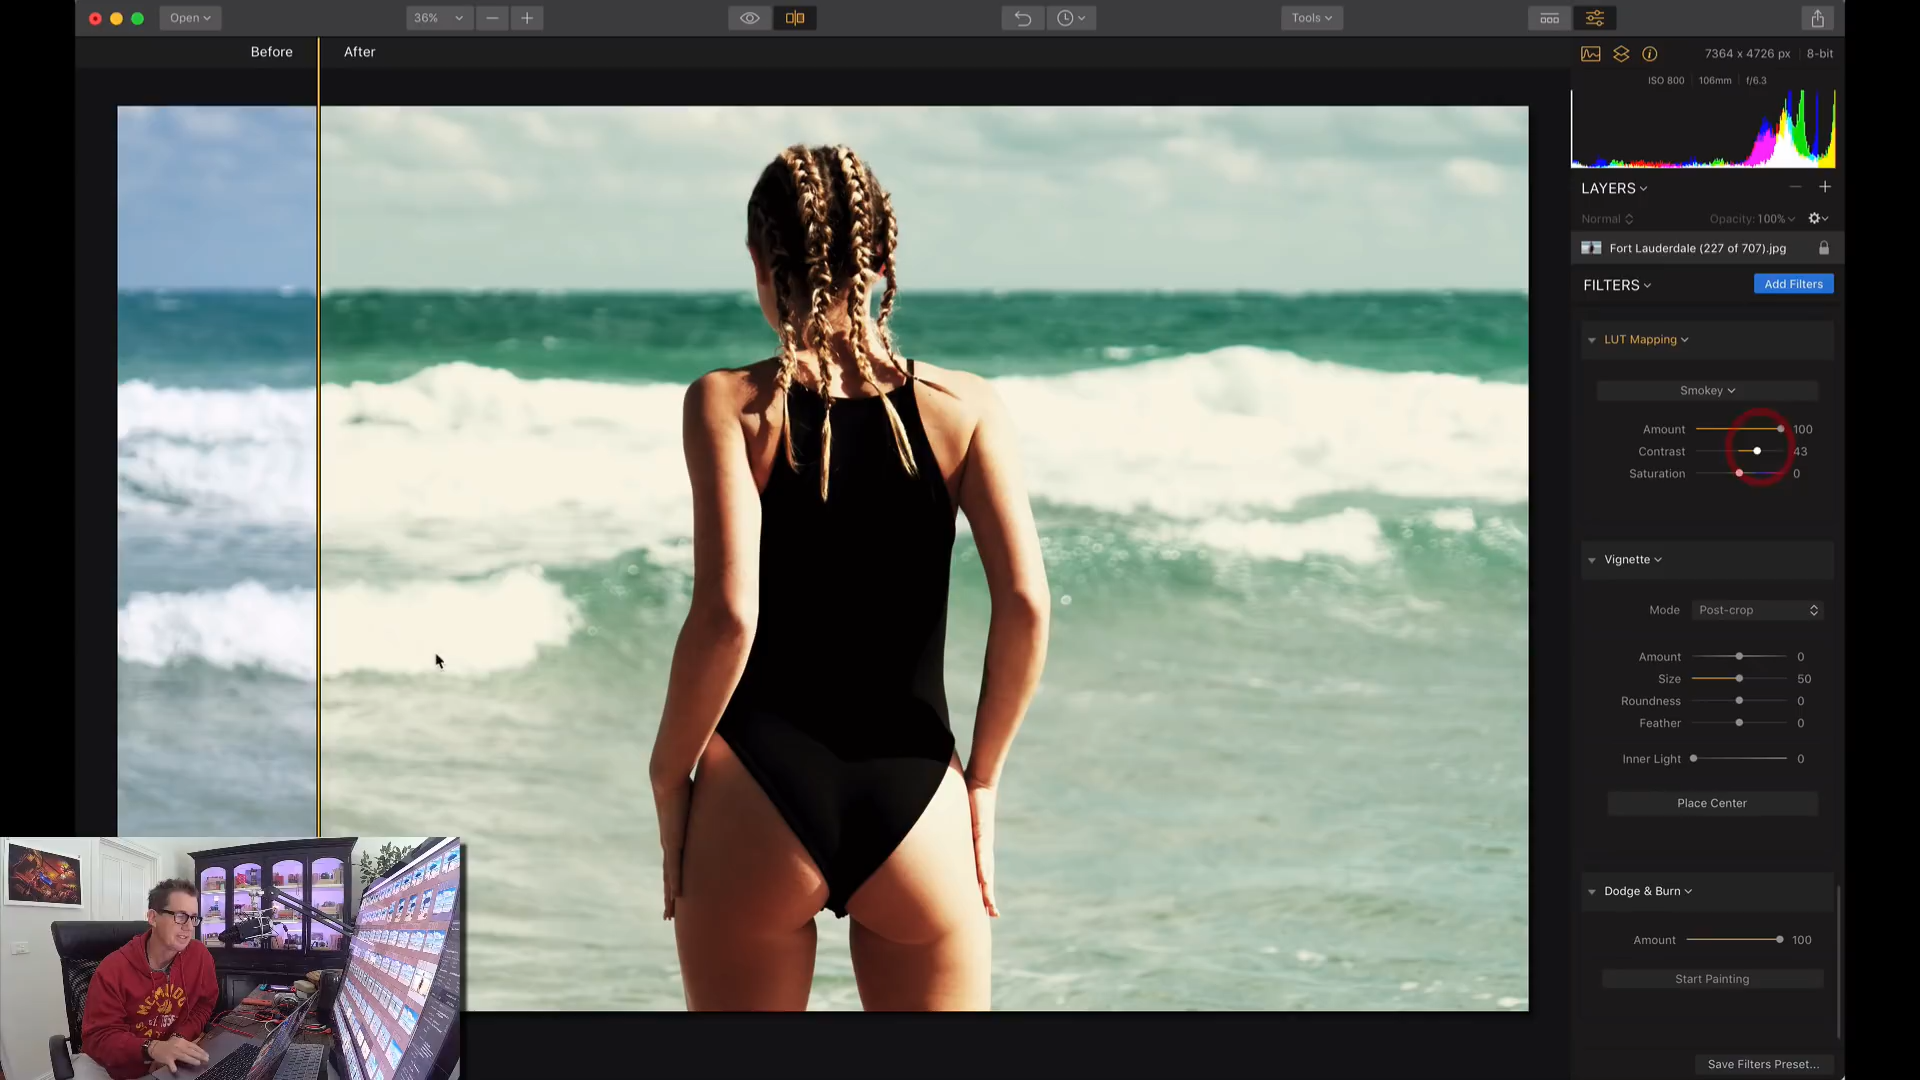 Open
36%
Tools
Before
After
7364 x 4726 px
8-bit
ISO 800
106mm
f/6.3
LAYERS
Normal
Opacity: 100%
Fort Lauderdale (227 of 707).jpg
FILTERS
Add Filters
LUT Mapping
Smokey
Amount 100
Contrast 43
Saturation 0
Vignette
Mode Post-crop
Amount 0
Size 50
Roundness 0
Feather 0
Inner Light 0
Place Center
Dodge & Burn
Amount 100
Start Painting
Save Filters Preset...